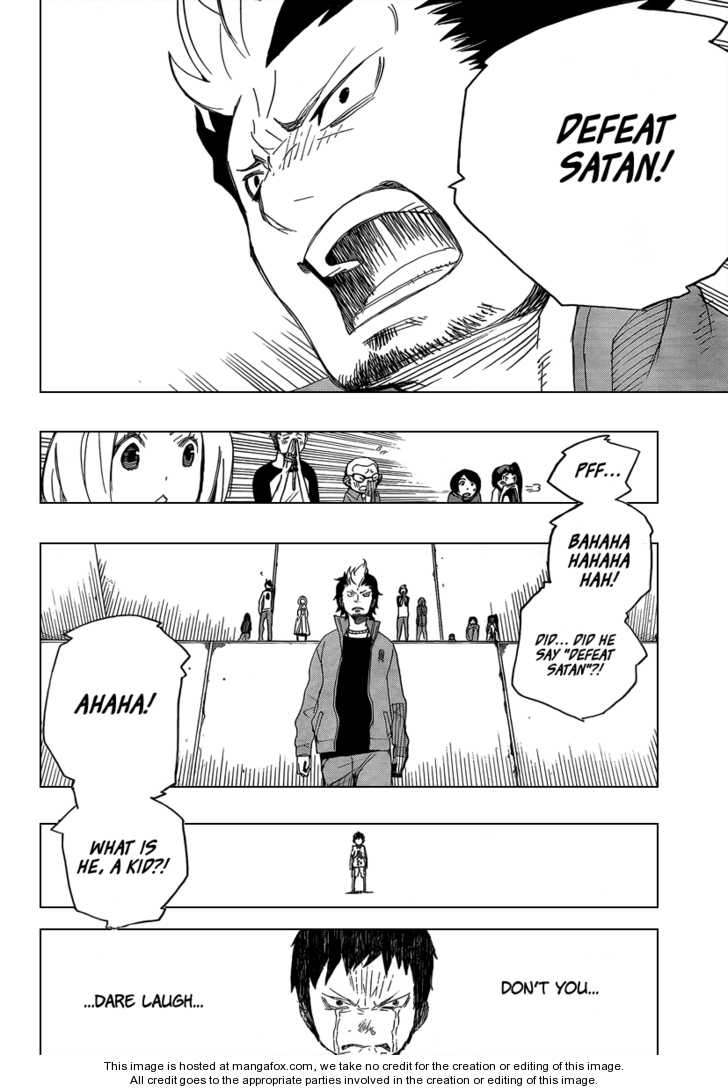 DEFEAT
SATAN!
PFF...
BAHAHA
HAHAHA
HAH!
DID... DID HE
SAY "DEFEAT
SATAN"?!
AHAHA!
WHAT IS
HE, A KID?!
DON'T YOU...
...DARE LAUGH...
This image is hosted at mangafox.com, we take no credit for the creation or editing of this image.
All credit goes to the appropriate parties involved in the creation or editing of this image.